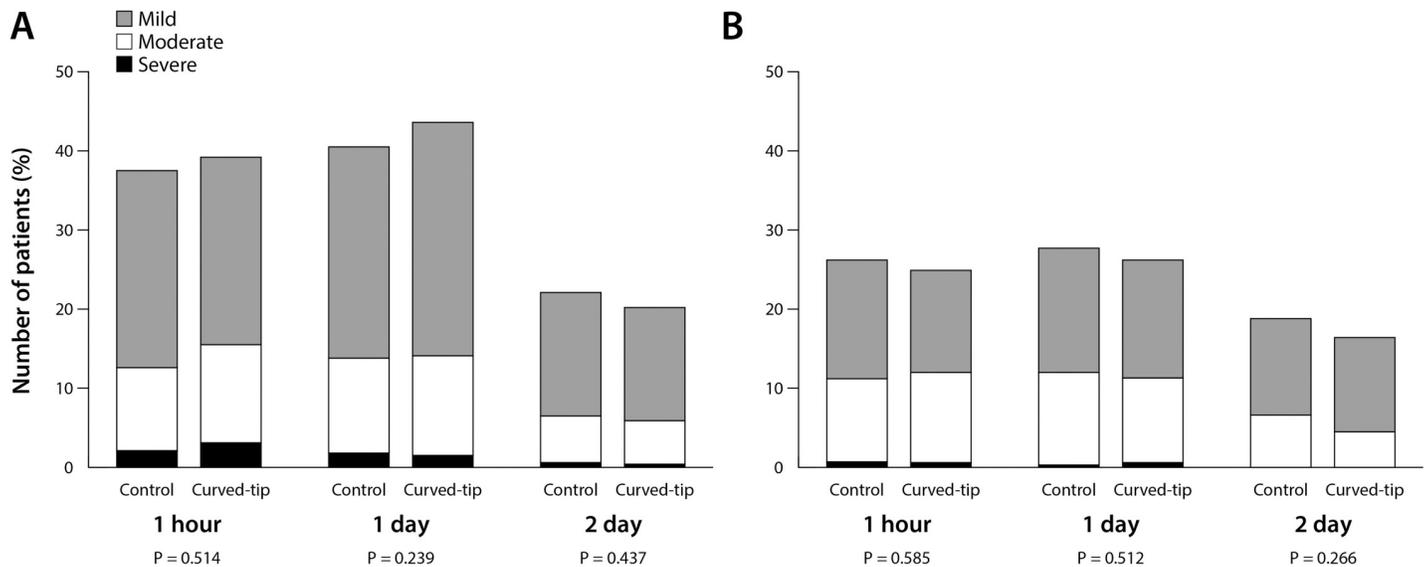 A
Mild
Moderate
Severe
Number of patients (%)
50
40
30
20
10
0
Control Curved-tip Control Curved-tip Control Curved-tip
1 hour 1 day 2 day
P = 0.514 P = 0.239 P = 0.437
B
50
40
30
20
10
0
Control Curved-tip Control Curved-tip Control Curved-tip
1 hour 1 day 2 day
P = 0.585 P = 0.512 P = 0.266